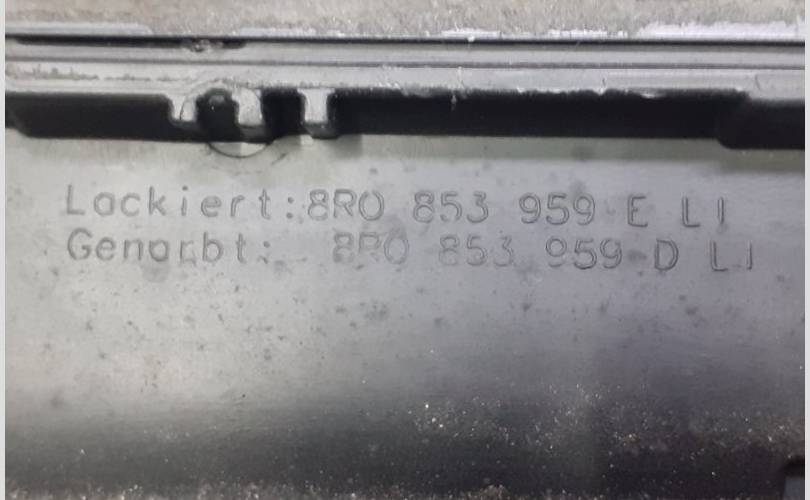 Lackiert: 8R0 853 959 E LI
Genarbt: 8R0 853 959 D LI